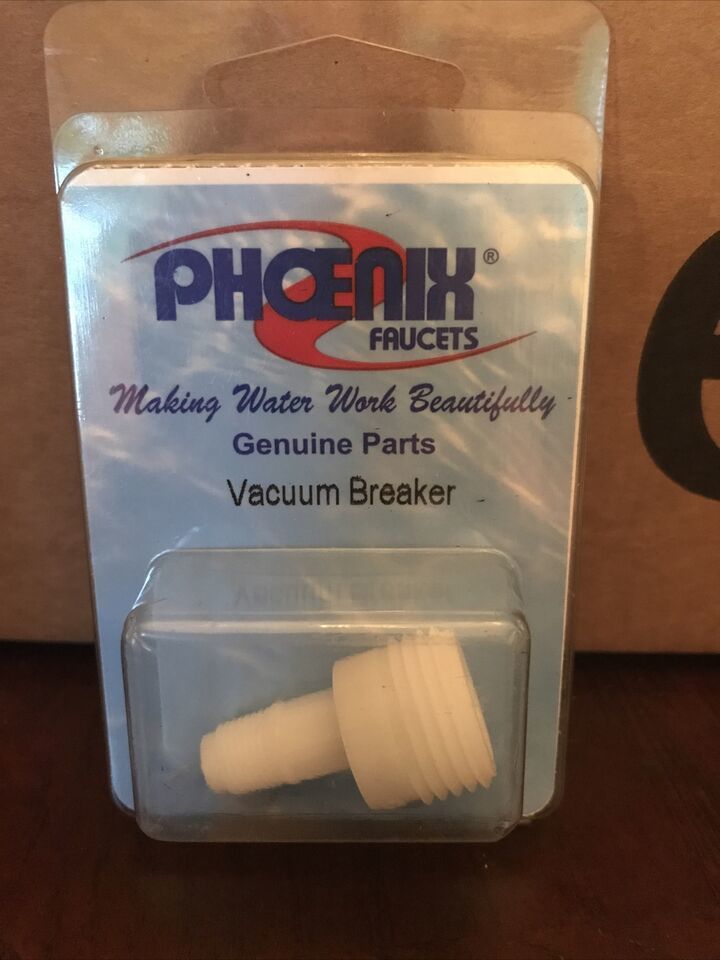 PHOENIX®
FAUCETS
Making Water Work Beautifully
Genuine Parts
Vacuum Breaker
e